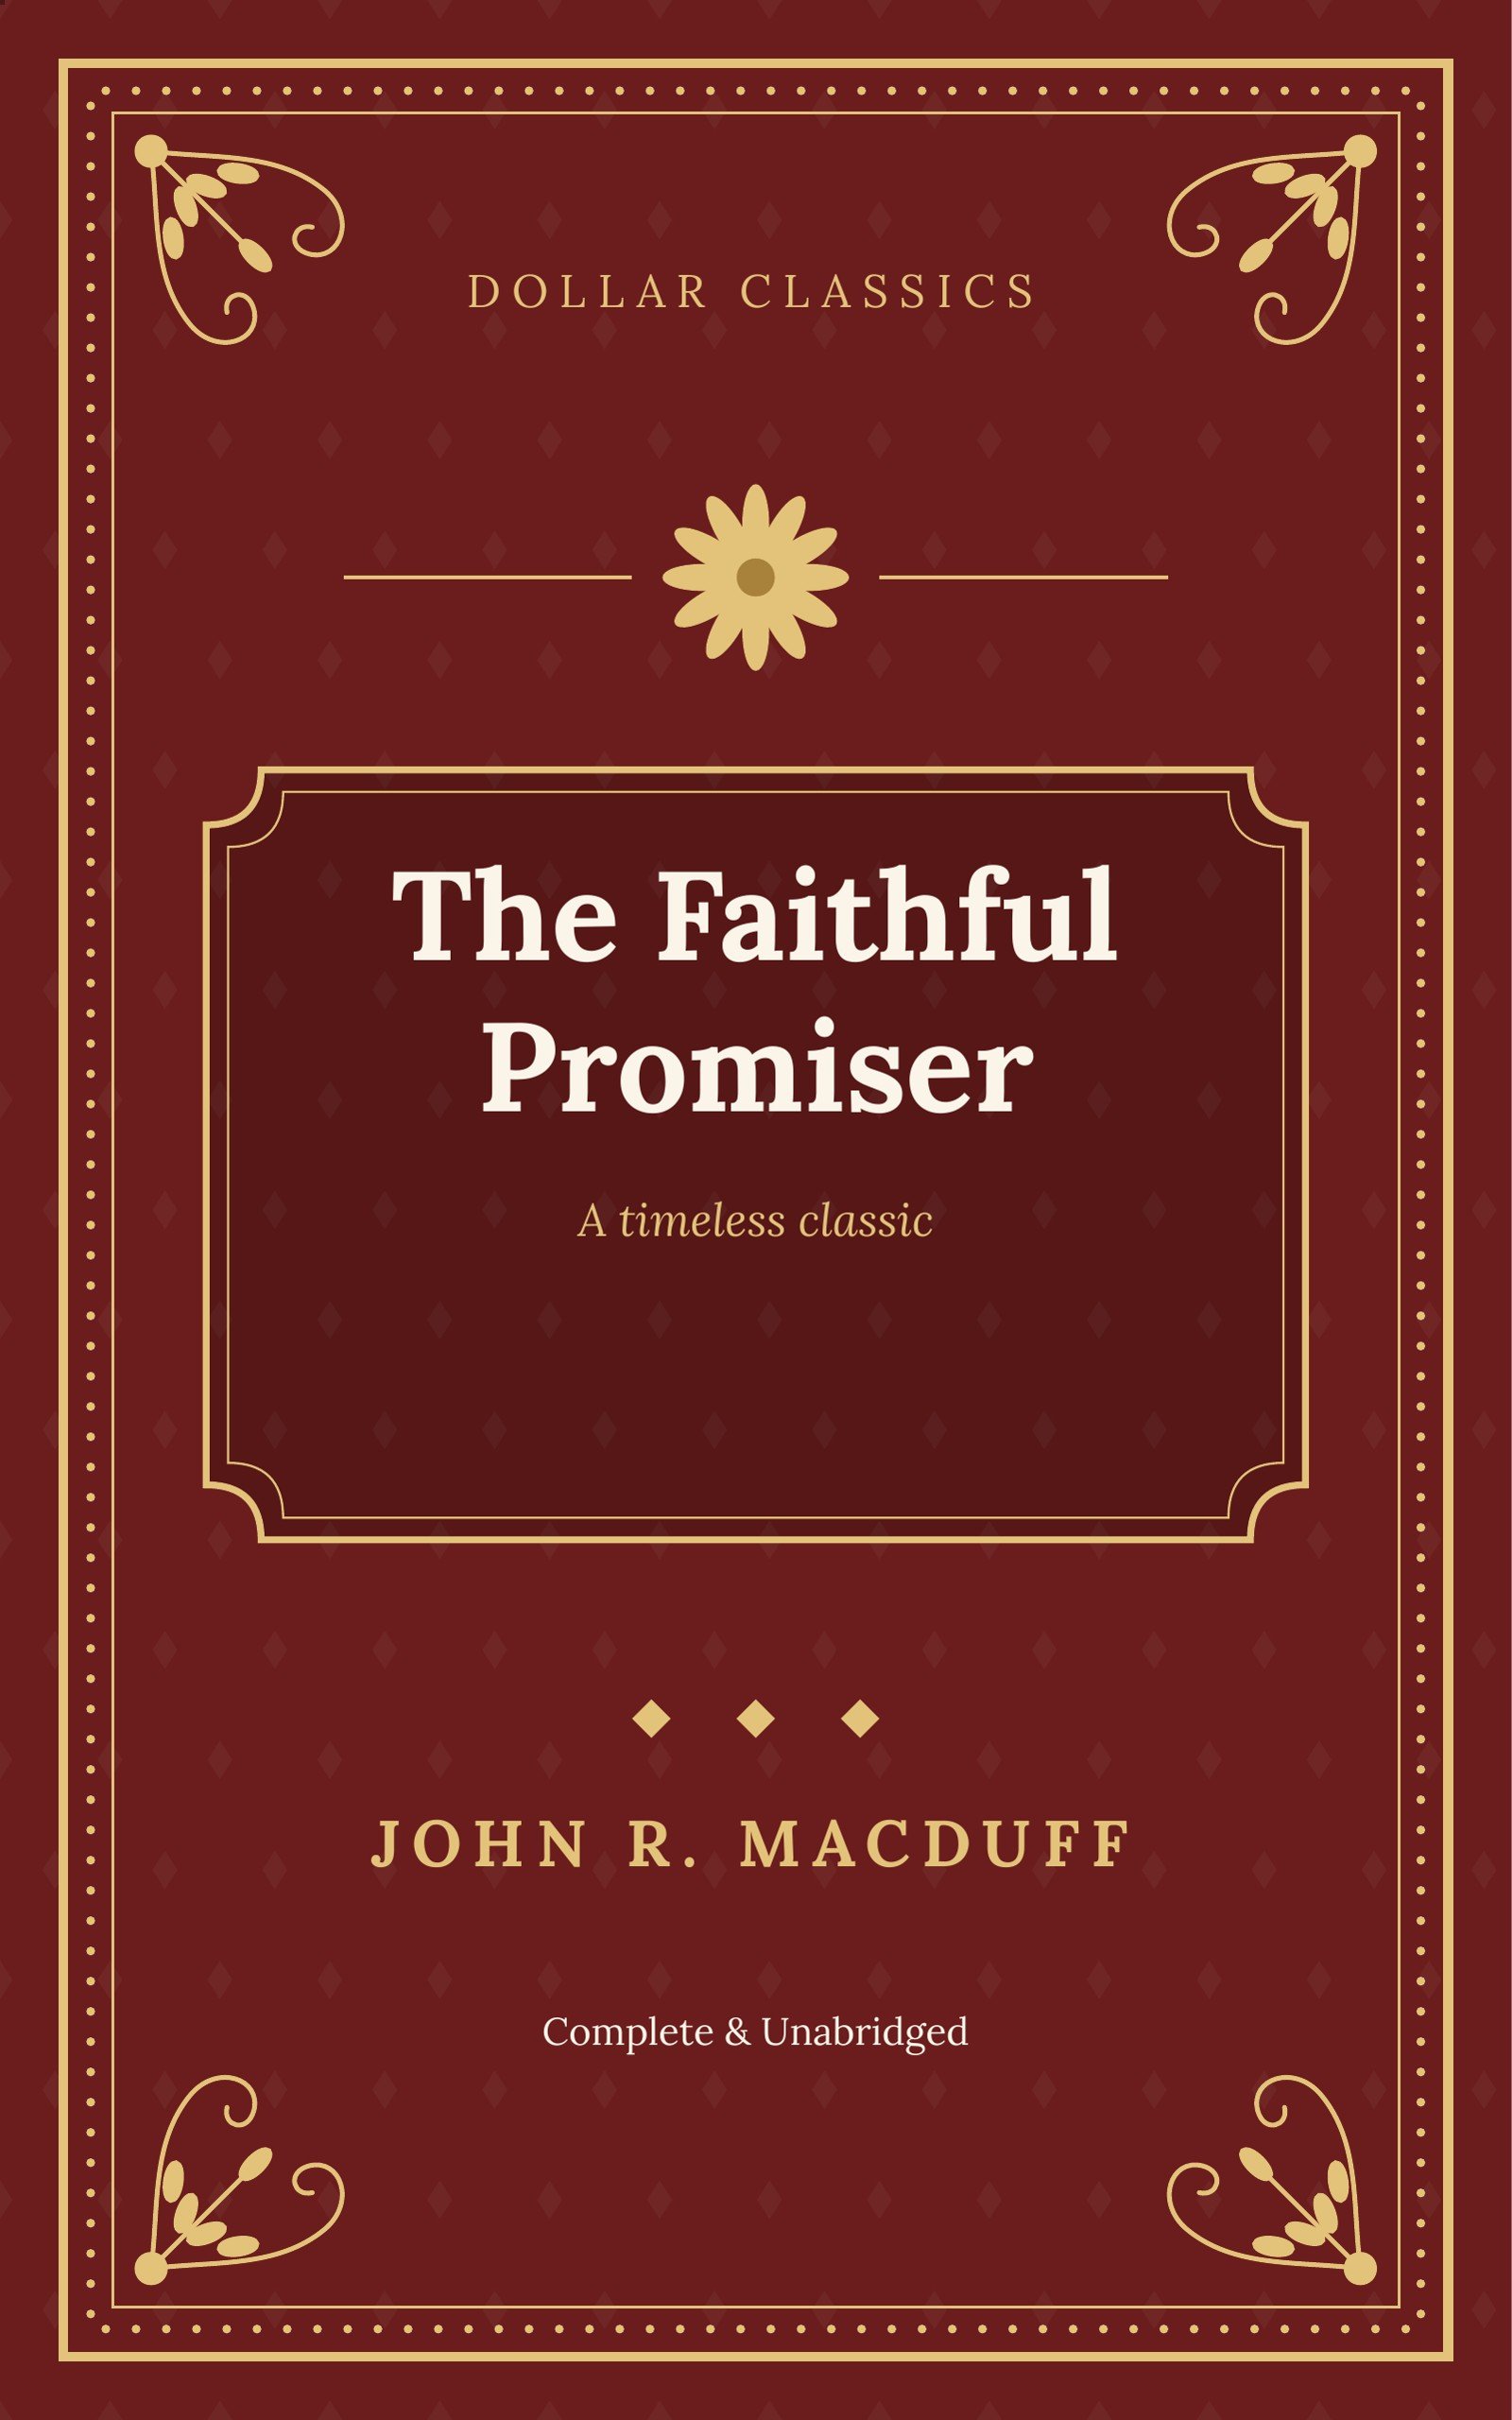 DOLLAR CLASSICS
The Faithful
Promiser
A timeless classic
JOHN R. MACDUFF
Complete & Unabridged